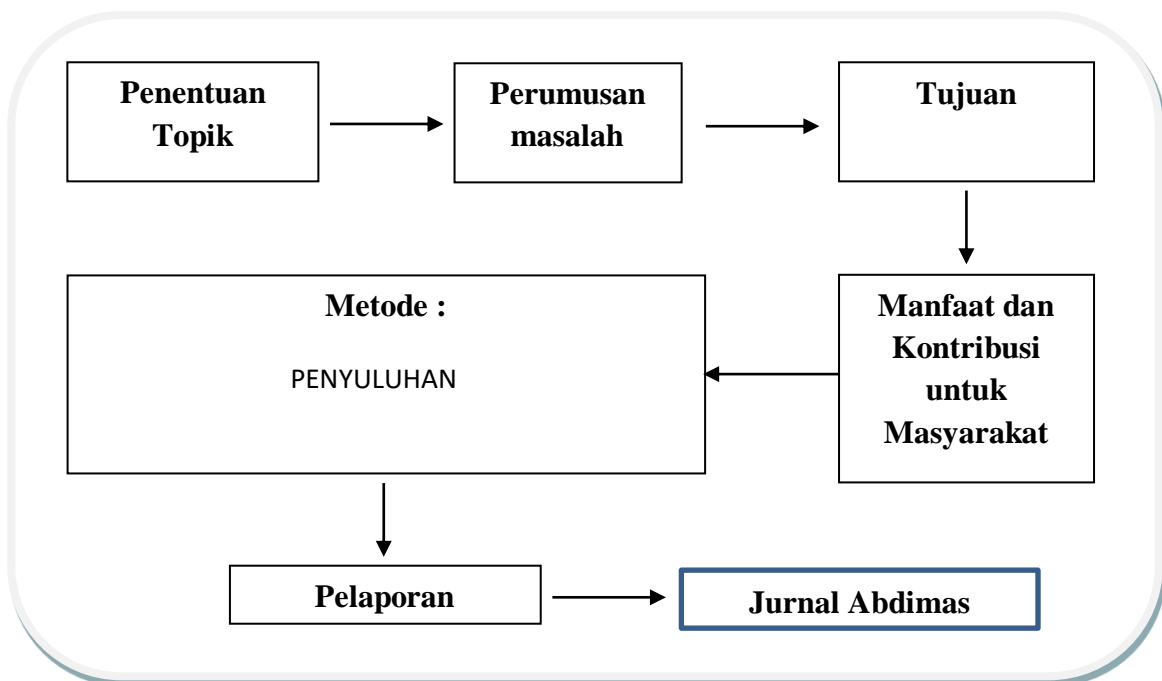 Penentuan
Topik
Perumusan
masalah
Tujuan
Manfaat dan
Kontribusi
untuk
Masyarakat
Metode :
PENYULUHAN
Pelaporan
Jurnal Abdimas